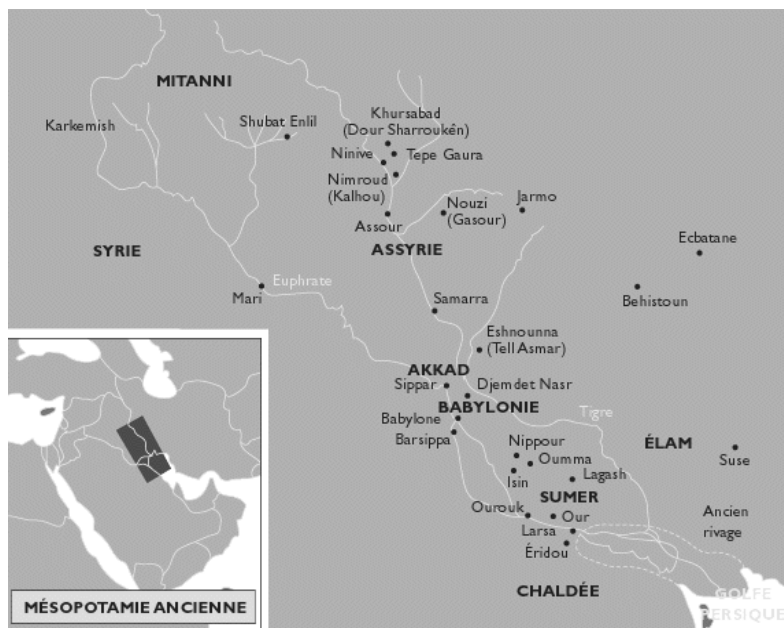 MITANNI
Karkemish
Shubat Enlil
Khursabad
(Dour Sharroukên)
Ninive
Tepe Gaura
Nimroud
(Kalhou)
Nouzi
(Gasour)
Jarmo
Assour
SYRIE
ASSYRIE
Ecbatane
Euphrate
Mari
Behistoun
Samarra
Eshnounna
(Tell Asmar)
AKKAD
Sippar
Djemdet Nasr
BABYLONIE
Babylone
Tigre
Barsippa
Nippour
ÉLAM
Oumma
Suse
Isin
Lagash
SUMER
Ourouk
Our
Ancien
rivage
Larsa
Éridou
CHALDÉE
GOLFE
PERSIQUE
MÉSOPOTAMIE ANCIENNE